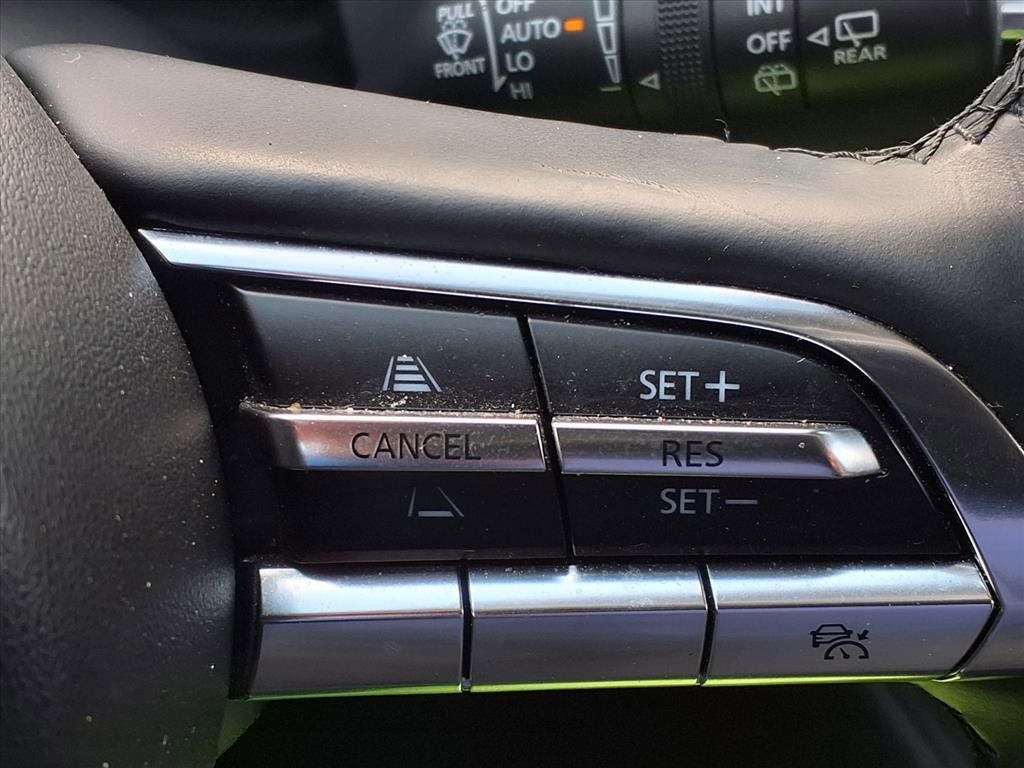 PULL
FRONT
OFF
AUTO
LO
HI
INT
OFF
REAR
SET+
CANCEL
RES
SET−